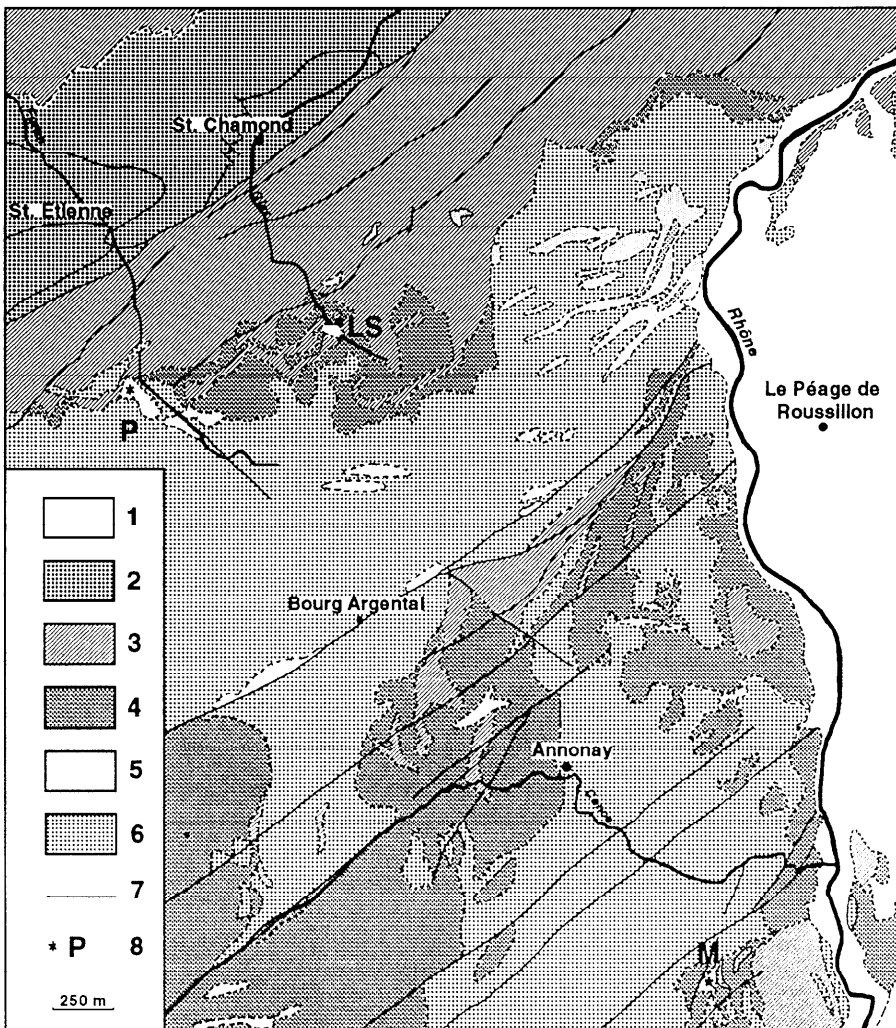 St. Chamond
St. Etienne
LS
Rhône
Le Péage de
Roussillon
P
1
2
3
Bourg Argental
4
5
Annonay
6
7
* P 8
M
250 m